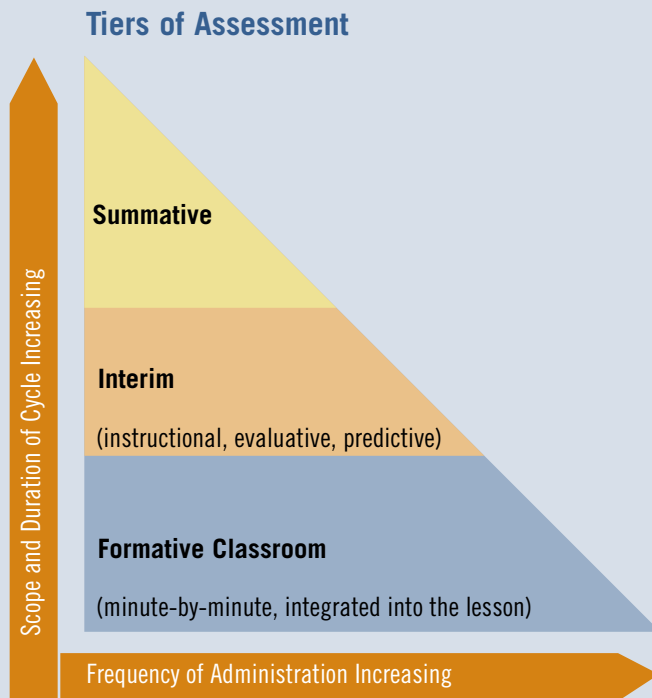 Tiers of Assessment
Summative
Interim
(instructional, evaluative, predictive)
Formative Classroom
(minute-by-minute, integrated into the lesson)
Scope and Duration of Cycle Increasing
Frequency of Administration Increasing